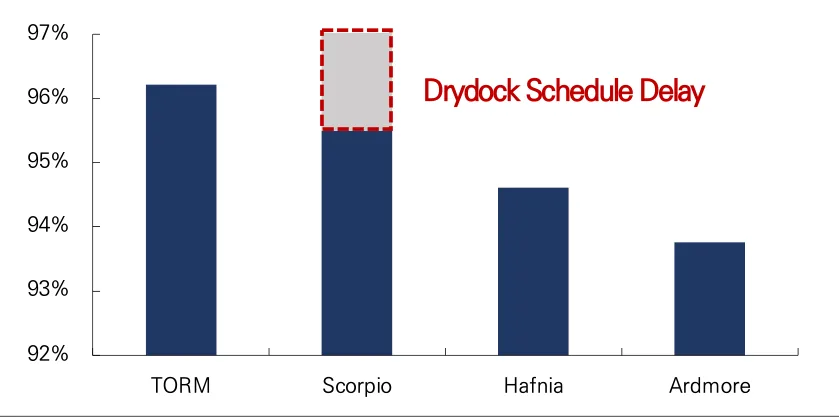 97%
96%
95%
94%
93%
92%
Drydock Schedule Delay
TORM
Scorpio
Hafnia
Ardmore